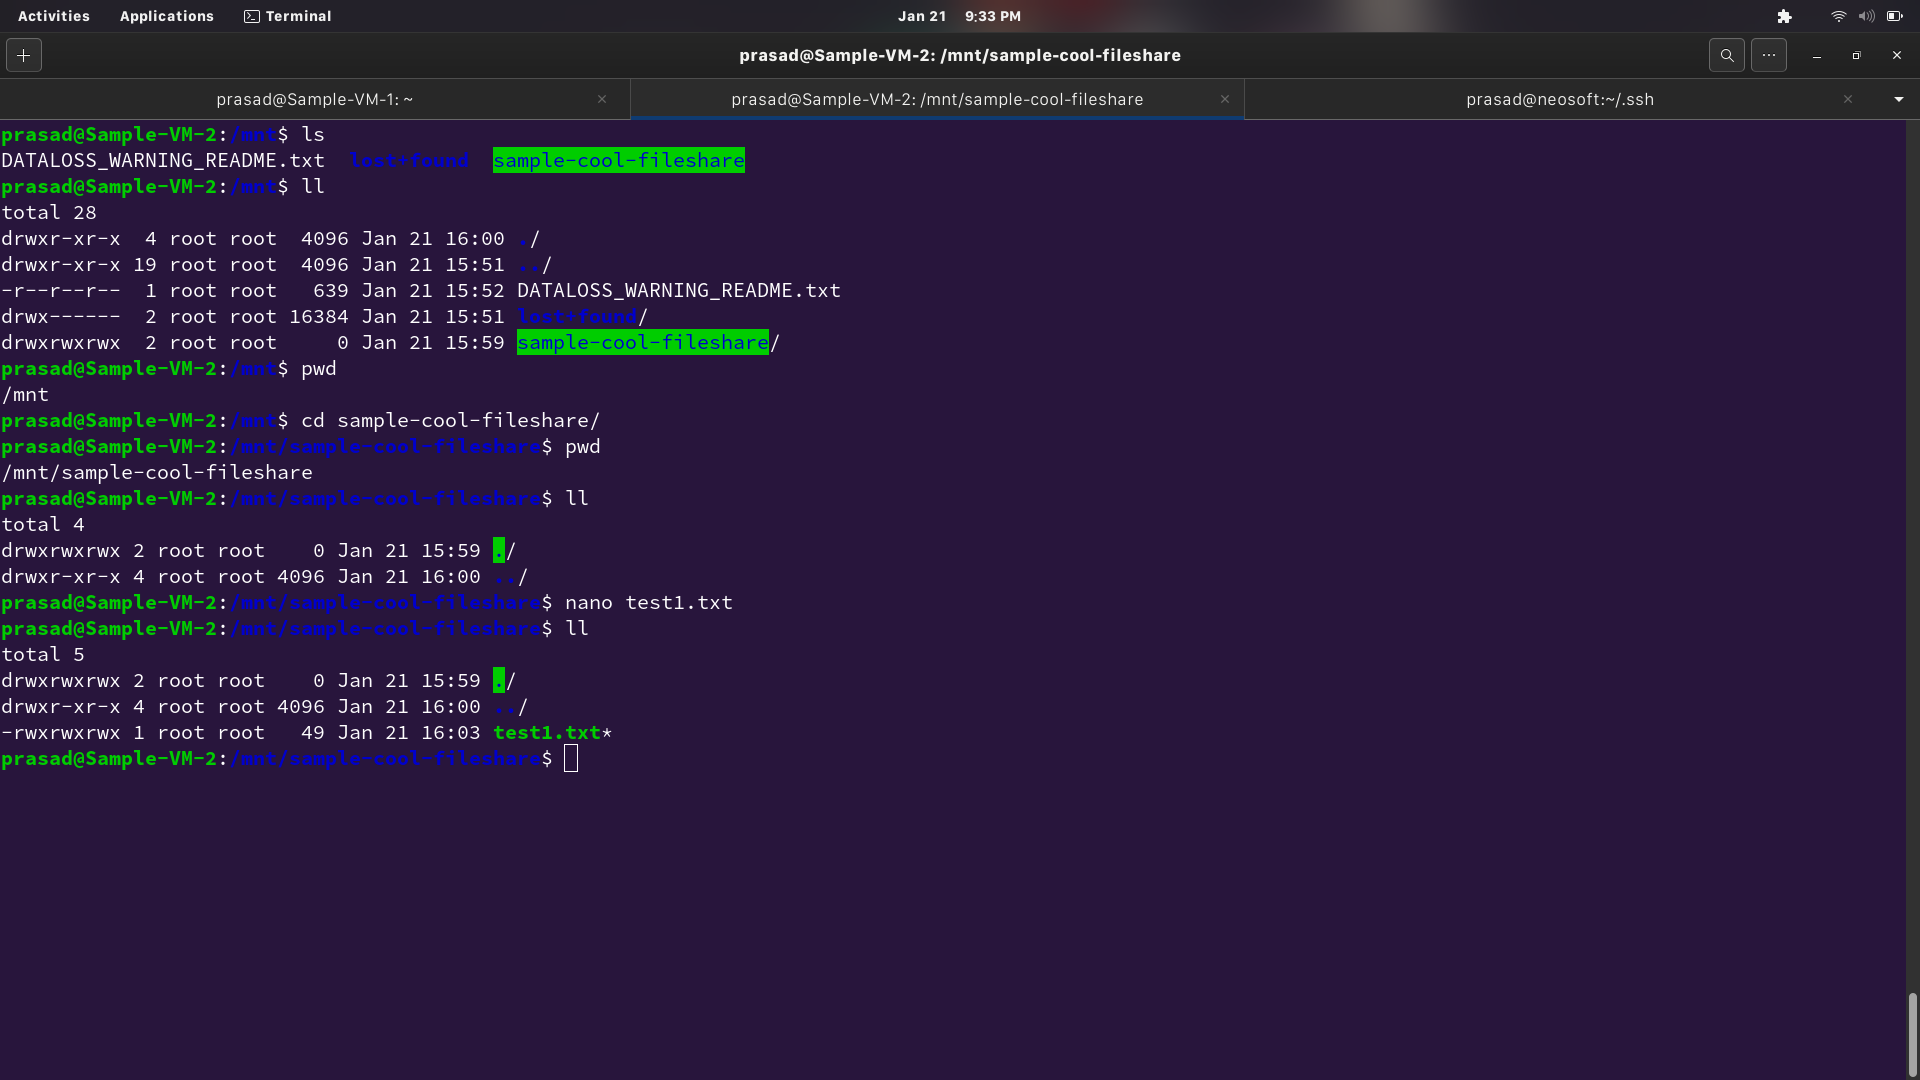 Activities Applications Terminal Jan 21 9:33 PM
prasad@Sample-VM-2: /mnt/sample-cool-fileshare
prasad@Sample-VM-1: ~ prasad@Sample-VM-2: /mnt/sample-cool-fileshare prasad@neosoft:~/.ssh
prasad@Sample-VM-2:/mnt$ ls
DATALOSS_WARNING_README.txt  lost+found  sample-cool-fileshare
prasad@Sample-VM-2:/mnt$ ll
total 28
drwxr-xr-x  4 root root  4096 Jan 21 16:00 ./
drwxr-xr-x 19 root root  4096 Jan 21 15:51 ../
-r--r--r--  1 root root   639 Jan 21 15:52 DATALOSS_WARNING_README.txt
drwx------  2 root root 16384 Jan 21 15:51 lost+found/
drwxrwxrwx  2 root root     0 Jan 21 15:59 sample-cool-fileshare/
prasad@Sample-VM-2:/mnt$ pwd
/mnt
prasad@Sample-VM-2:/mnt$ cd sample-cool-fileshare/
prasad@Sample-VM-2:/mnt/sample-cool-fileshare$ pwd
/mnt/sample-cool-fileshare
prasad@Sample-VM-2:/mnt/sample-cool-fileshare$ ll
total 4
drwxrwxrwx 2 root root    0 Jan 21 15:59 ./
drwxr-xr-x 4 root root 4096 Jan 21 16:00 ../
prasad@Sample-VM-2:/mnt/sample-cool-fileshare$ nano test1.txt
prasad@Sample-VM-2:/mnt/sample-cool-fileshare$ ll
total 5
drwxrwxrwx 2 root root    0 Jan 21 15:59 ./
drwxr-xr-x 4 root root 4096 Jan 21 16:00 ../
-rwxrwxrwx 1 root root   49 Jan 21 16:03 test1.txt*
prasad@Sample-VM-2:/mnt/sample-cool-fileshare$